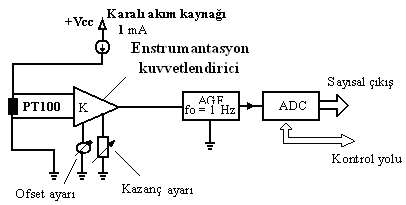 +Vcc
Karalı akım kaynağı
1 mA
Enstrumantasyon
kuvvetlendirici
PT100
K
AGF
fo = 1 Hz
ADC
Sayısal çıkış
Kontrol yolu
Ofset ayarı
Kazanç ayarı